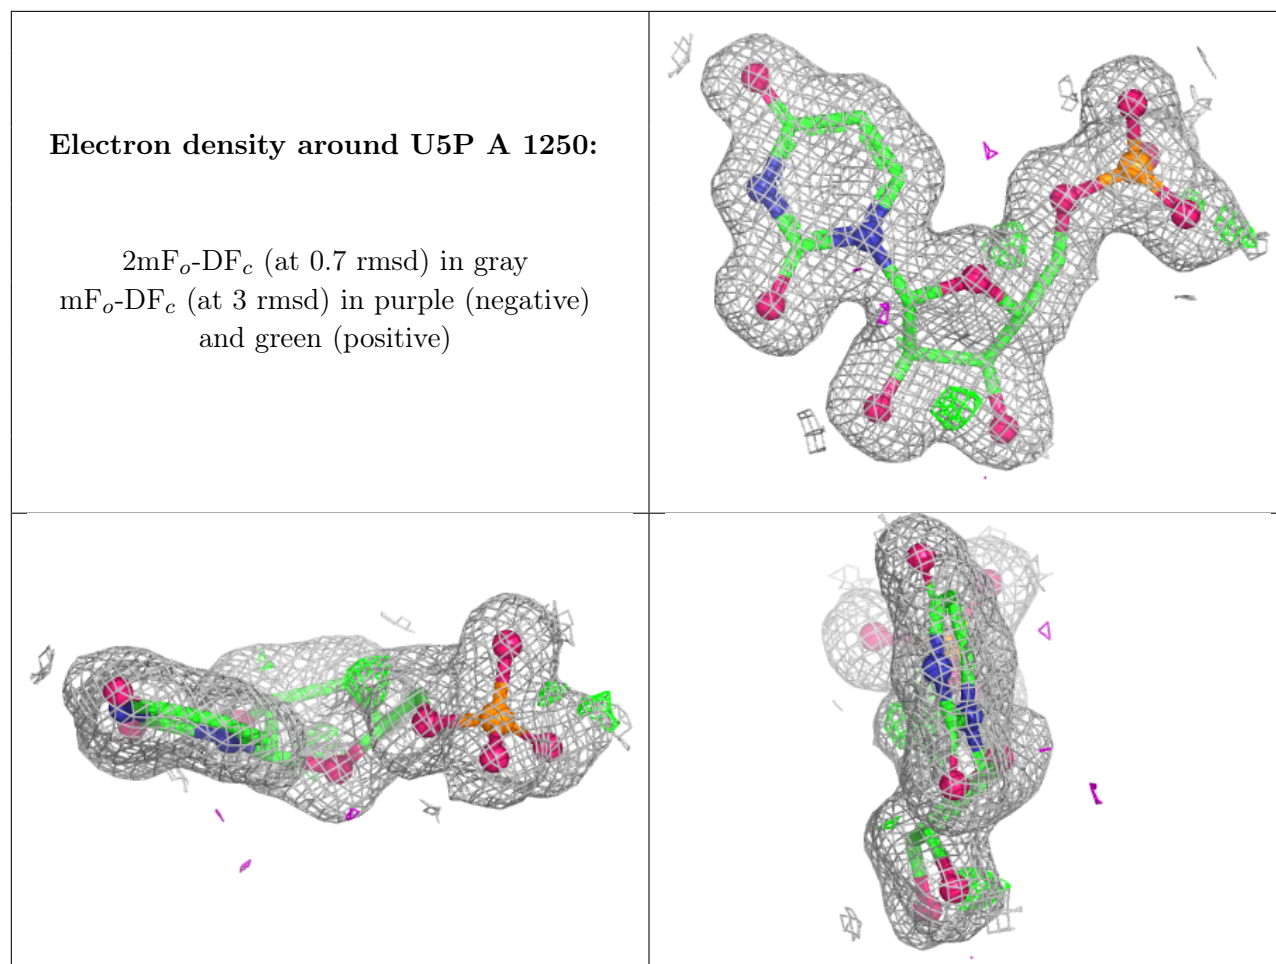 Electron density around U5P A 1250:
2mFo-DFc (at 0.7 rmsd) in gray
mFo-DFc (at 3 rmsd) in purple (negative)
and green (positive)